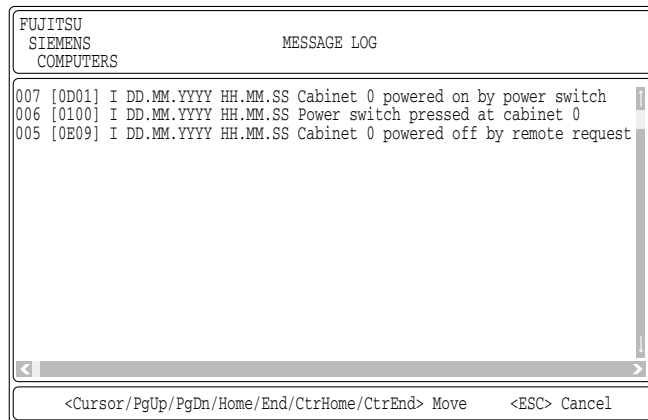 FUJITSU
SIEMENS
COMPUTERS
MESSAGE LOG
007 [0D01] I DD.MM.YYYY HH.MM.SS Cabinet 0 powered on by power switch
006 [0100] I DD.MM.YYYY HH.MM.SS Power switch pressed at cabinet 0
005 [0E09] I DD.MM.YYYY HH.MM.SS Cabinet 0 powered off by remote request
<Cursor/PgUp/PgDn/Home/End/CtrHome/CtrEnd> Move <ESC> Cancel